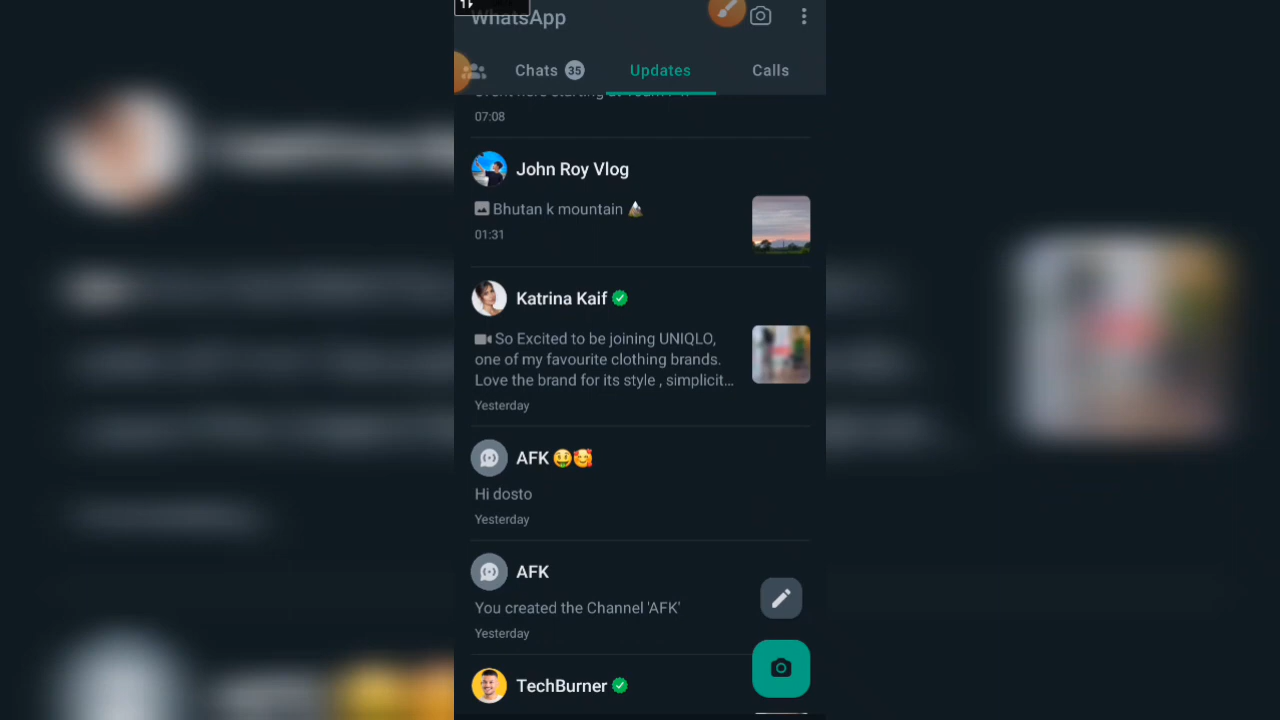 WhatsApp
Chats 35 Updates Calls
07:08
John Roy Vlog
Bhutan k mountain 🏔️
01:31
Katrina Kaif
So Excited to be joining UNIQLO,
one of my favourite clothing brands.
Love the brand for its style , simplicit...
Yesterday
AFK 🤑🥰
Hi dosto
Yesterday
AFK
You created the Channel 'AFK'
Yesterday
TechBurner